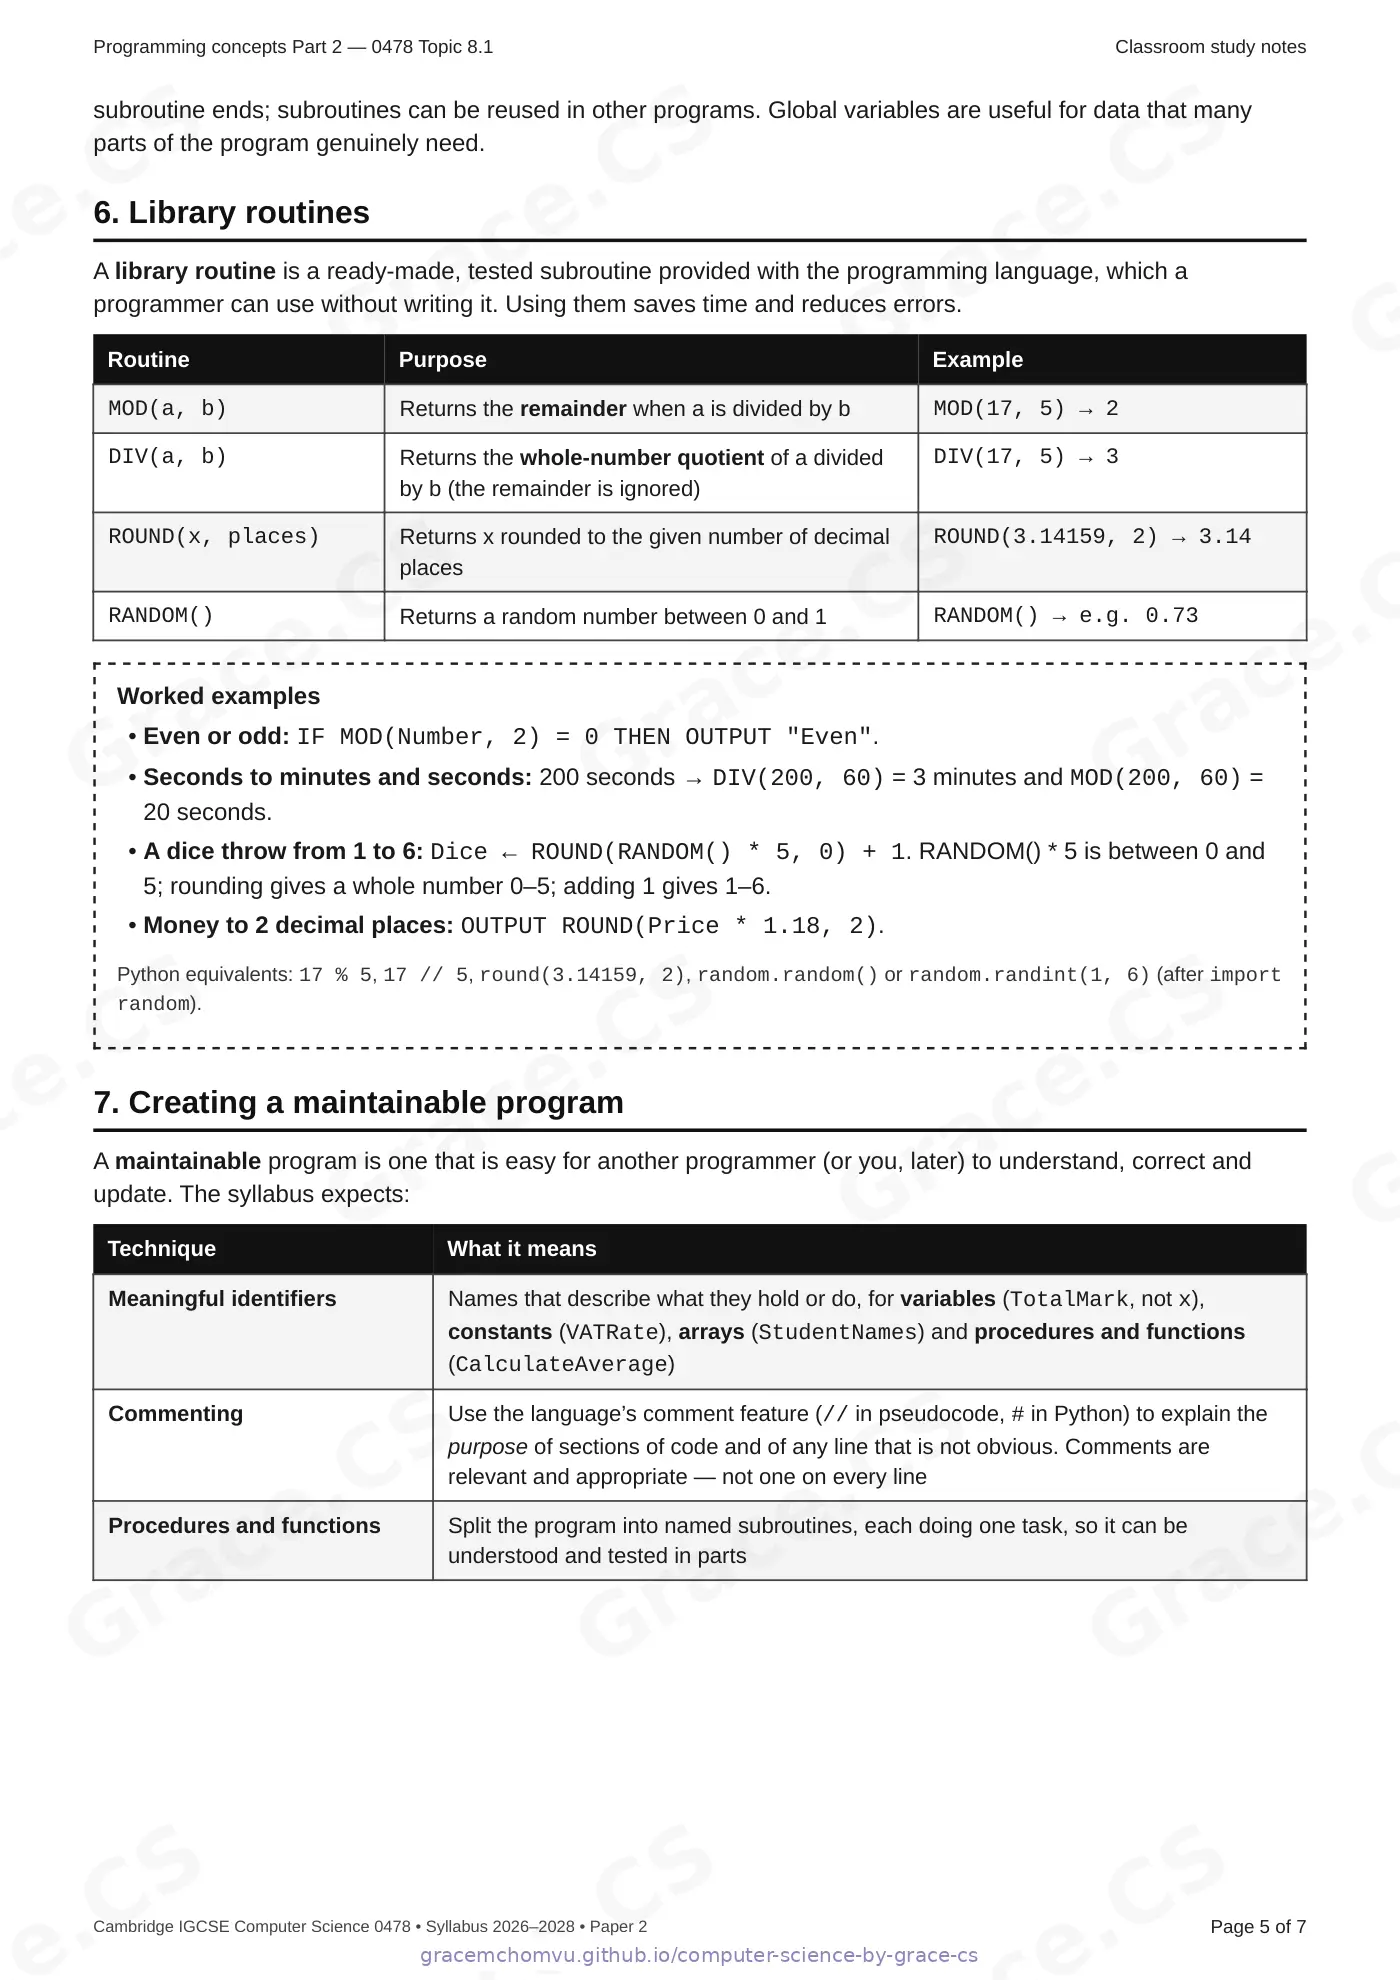 Programming concepts Part 2 — 0478 Topic 8.1
Classroom study notes
subroutine ends; subroutines can be reused in other programs. Global variables are useful for data that many
parts of the program genuinely need.
6. Library routines
A library routine is a ready-made, tested subroutine provided with the programming language, which a
programmer can use without writing it. Using them saves time and reduces errors.
Routine Purpose Example
MOD(a, b) Returns the remainder when a is divided by b MOD(17, 5) → 2
DIV(a, b) Returns the whole-number quotient of a divided DIV(17, 5) → 3
by b (the remainder is ignored)
ROUND(x, places) Returns x rounded to the given number of decimal ROUND(3.14159, 2) → 3.14
places
RANDOM() Returns a random number between 0 and 1 RANDOM() → e.g. 0.73
Worked examples
• Even or odd: IF MOD(Number, 2) = 0 THEN OUTPUT "Even".
• Seconds to minutes and seconds: 200 seconds → DIV(200, 60) = 3 minutes and MOD(200, 60) =
20 seconds.
• A dice throw from 1 to 6: Dice ← ROUND(RANDOM() * 5, 0) + 1. RANDOM() * 5 is between 0 and
5; rounding gives a whole number 0–5; adding 1 gives 1–6.
• Money to 2 decimal places: OUTPUT ROUND(Price * 1.18, 2).
Python equivalents: 17 % 5, 17 // 5, round(3.14159, 2), random.random() or random.randint(1, 6) (after import
random).
7. Creating a maintainable program
A maintainable program is one that is easy for another programmer (or you, later) to understand, correct and
update. The syllabus expects:
Technique What it means
Meaningful identifiers Names that describe what they hold or do, for variables (TotalMark, not x),
constants (VATRate), arrays (StudentNames) and procedures and functions
(CalculateAverage)
Commenting Use the language’s comment feature (// in pseudocode, # in Python) to explain the
purpose of sections of code and of any line that is not obvious. Comments are
relevant and appropriate — not one on every line
Procedures and functions Split the program into named subroutines, each doing one task, so it can be
understood and tested in parts
Cambridge IGCSE Computer Science 0478 • Syllabus 2026–2028 • Paper 2
Page 5 of 7
gracemchomvu.github.io/computer-science-by-grace-cs
Grace.CS